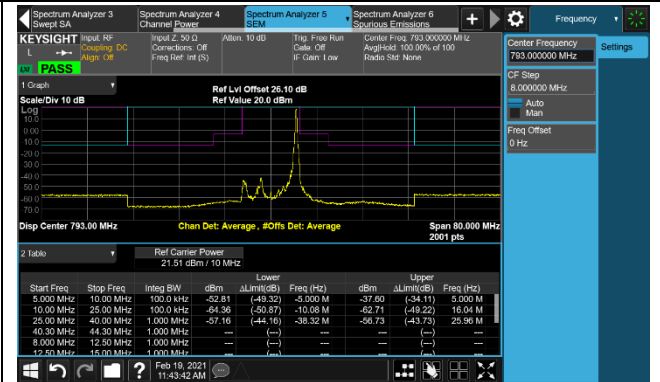 Spectrum Analyzer 3
Swept SA
Spectrum Analyzer 4
Channel Power
Spectrum Analyzer 5
SEM
Spectrum Analyzer 6
Spurious Emissions
Frequency
KEYSIGHT
L
LXI
PASS
Input: RF
Coupling: DC
Align: Off
Input Z: 50 Ω
Corrections: Off
Freq Ref: Int (S)
Atten: 10 dB
Trig: Free Run
Gate: Off
IF Gain: Low
Center Freq: 793.000000 MHz
Avg|Hold: 100.00% of 100
Radio Std: None
Center Frequency
793.000000 MHz
Settings
CF Step
8.000000 MHz
Auto
Man
Freq Offset
0 Hz
1 Graph
Scale/Div 10 dB
Ref Lvl Offset 26.10 dB
Ref Value 20.0 dBm
Log
10.0
0.00
-10.0
-20.0
-30.0
-40.0
-50.0
-60.0
-70.0
Disp Center 793.00 MHz
Chan Det: Average , #Offs Det: Average
Span 80.000 MHz
2001 pts
2 Table
Ref Carrier Power
21.51 dBm / 10 MHz
Lower
Upper
Start Freq Stop Freq Integ BW dBm ΔLimit(dB) Freq (Hz) dBm ΔLimit(dB) Freq (Hz)
5.000 MHz 10.00 MHz 100.0 kHz -52.81 (-49.32) -5.000 M -37.60 (-34.11) 5.000 M
10.00 MHz 25.00 MHz 100.0 kHz -64.36 (-50.87) -10.08 M -62.71 (-49.22) 16.04 M
25.00 MHz 40.00 MHz 1.000 MHz -57.16 (-44.16) -38.32 M -56.73 (-43.73) 25.96 M
40.30 MHz 44.30 MHz 1.000 MHz --- (---) --- --- (---) ---
8.000 MHz 12.50 MHz 1.000 MHz --- (---) --- --- (---) ---
12.50 MHz 15.00 MHz 1.000 MHz --- (---) --- --- (---) ---
?
Feb 19, 2021
11:43:42 AM